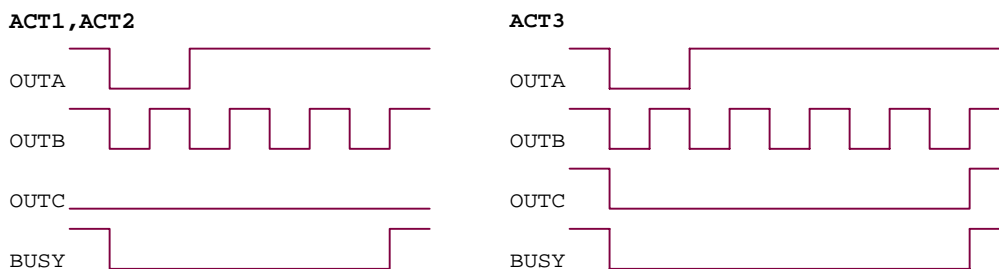 ACT1,ACT2
OUTA
OUTB
OUTC
BUSY
ACT3
OUTA
OUTB
OUTC
BUSY